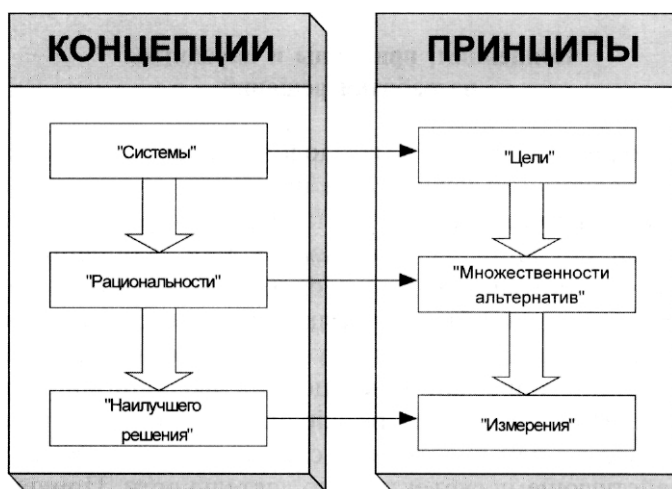 КОНЦЕПЦИИ
"Системы"
"Рациональности"
"Наилучшего
решения"
ПРИНЦИПЫ
"Цели"
"Множественности
альтернатив"
"Измерения"